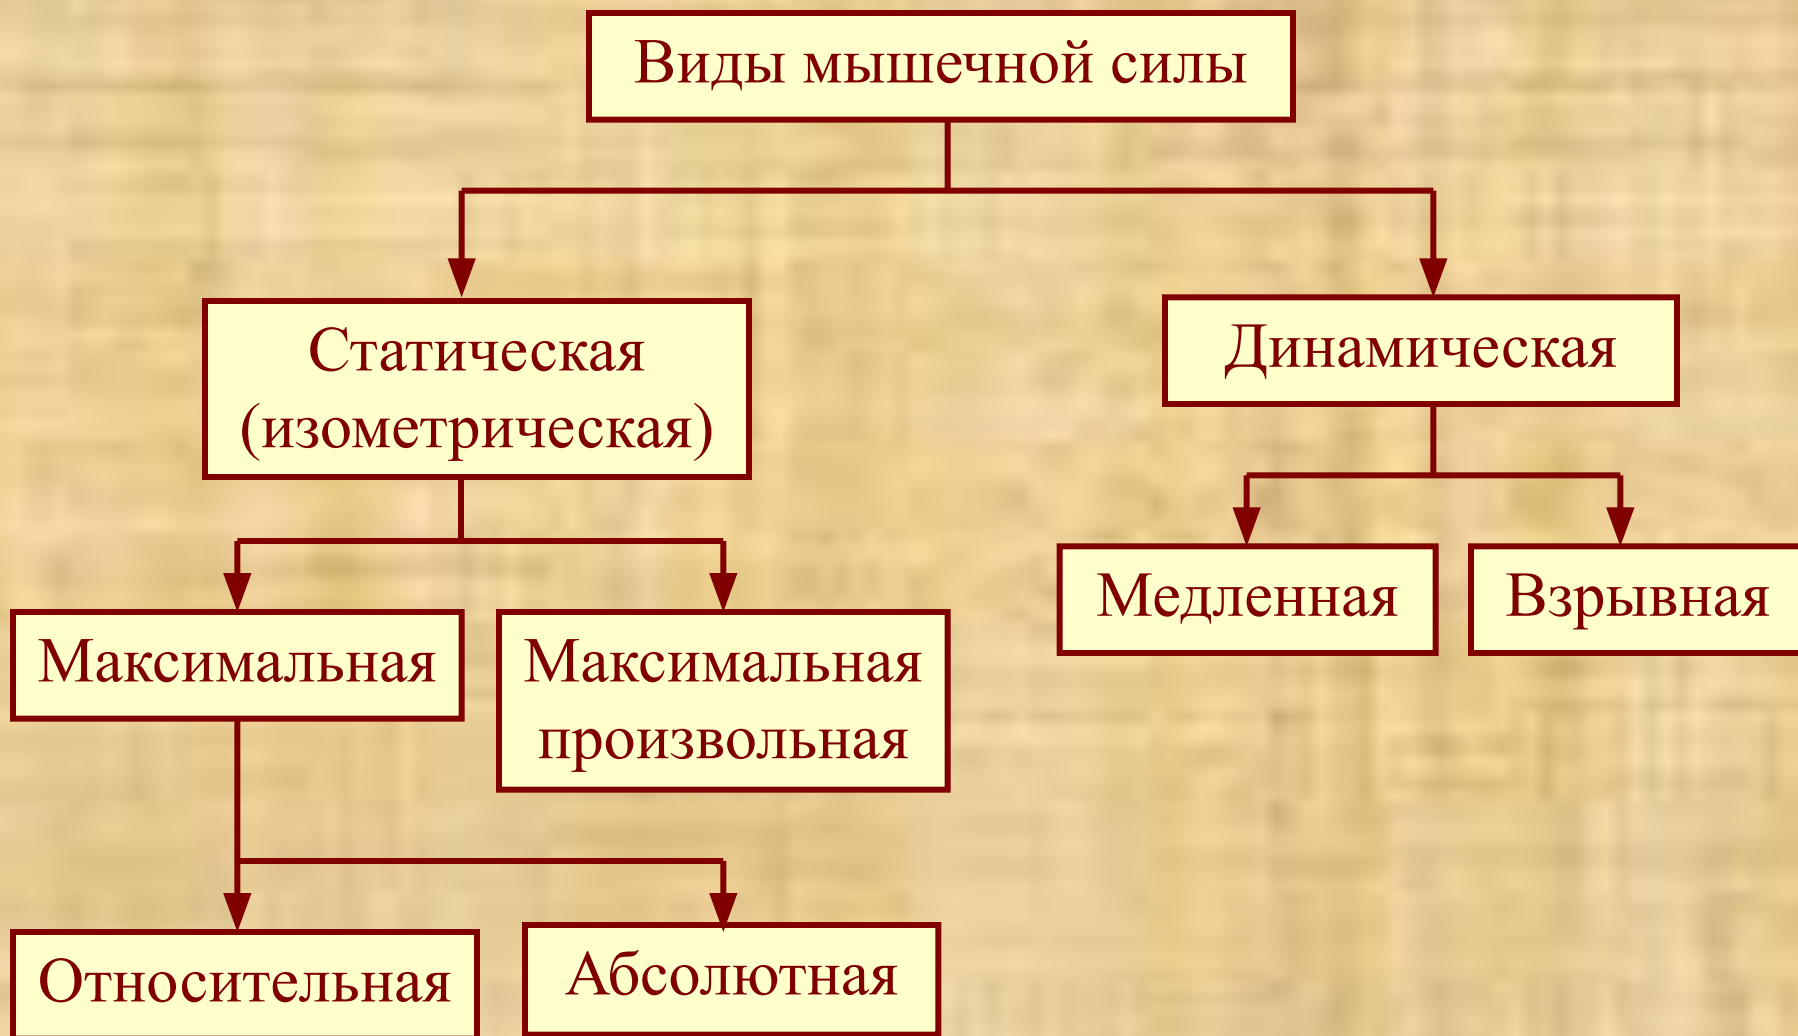 Виды мышечной силы
Статическая
(изометрическая)
Динамическая
Медленная
Взрывная
Максимальная
Максимальная
произвольная
Относительная
Абсолютная